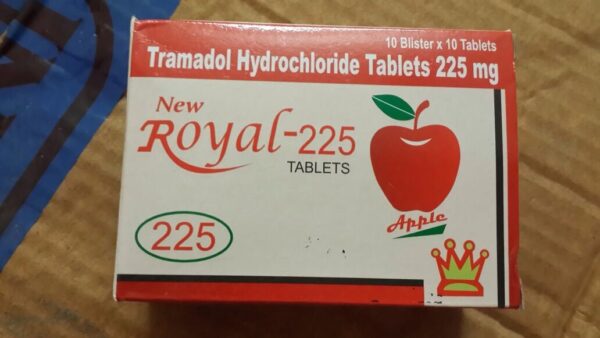 10 Blister x 10 Tablets
Tramadol Hydrochloride Tablets 225 mg
New
Royal-225
TABLETS
Apple
225